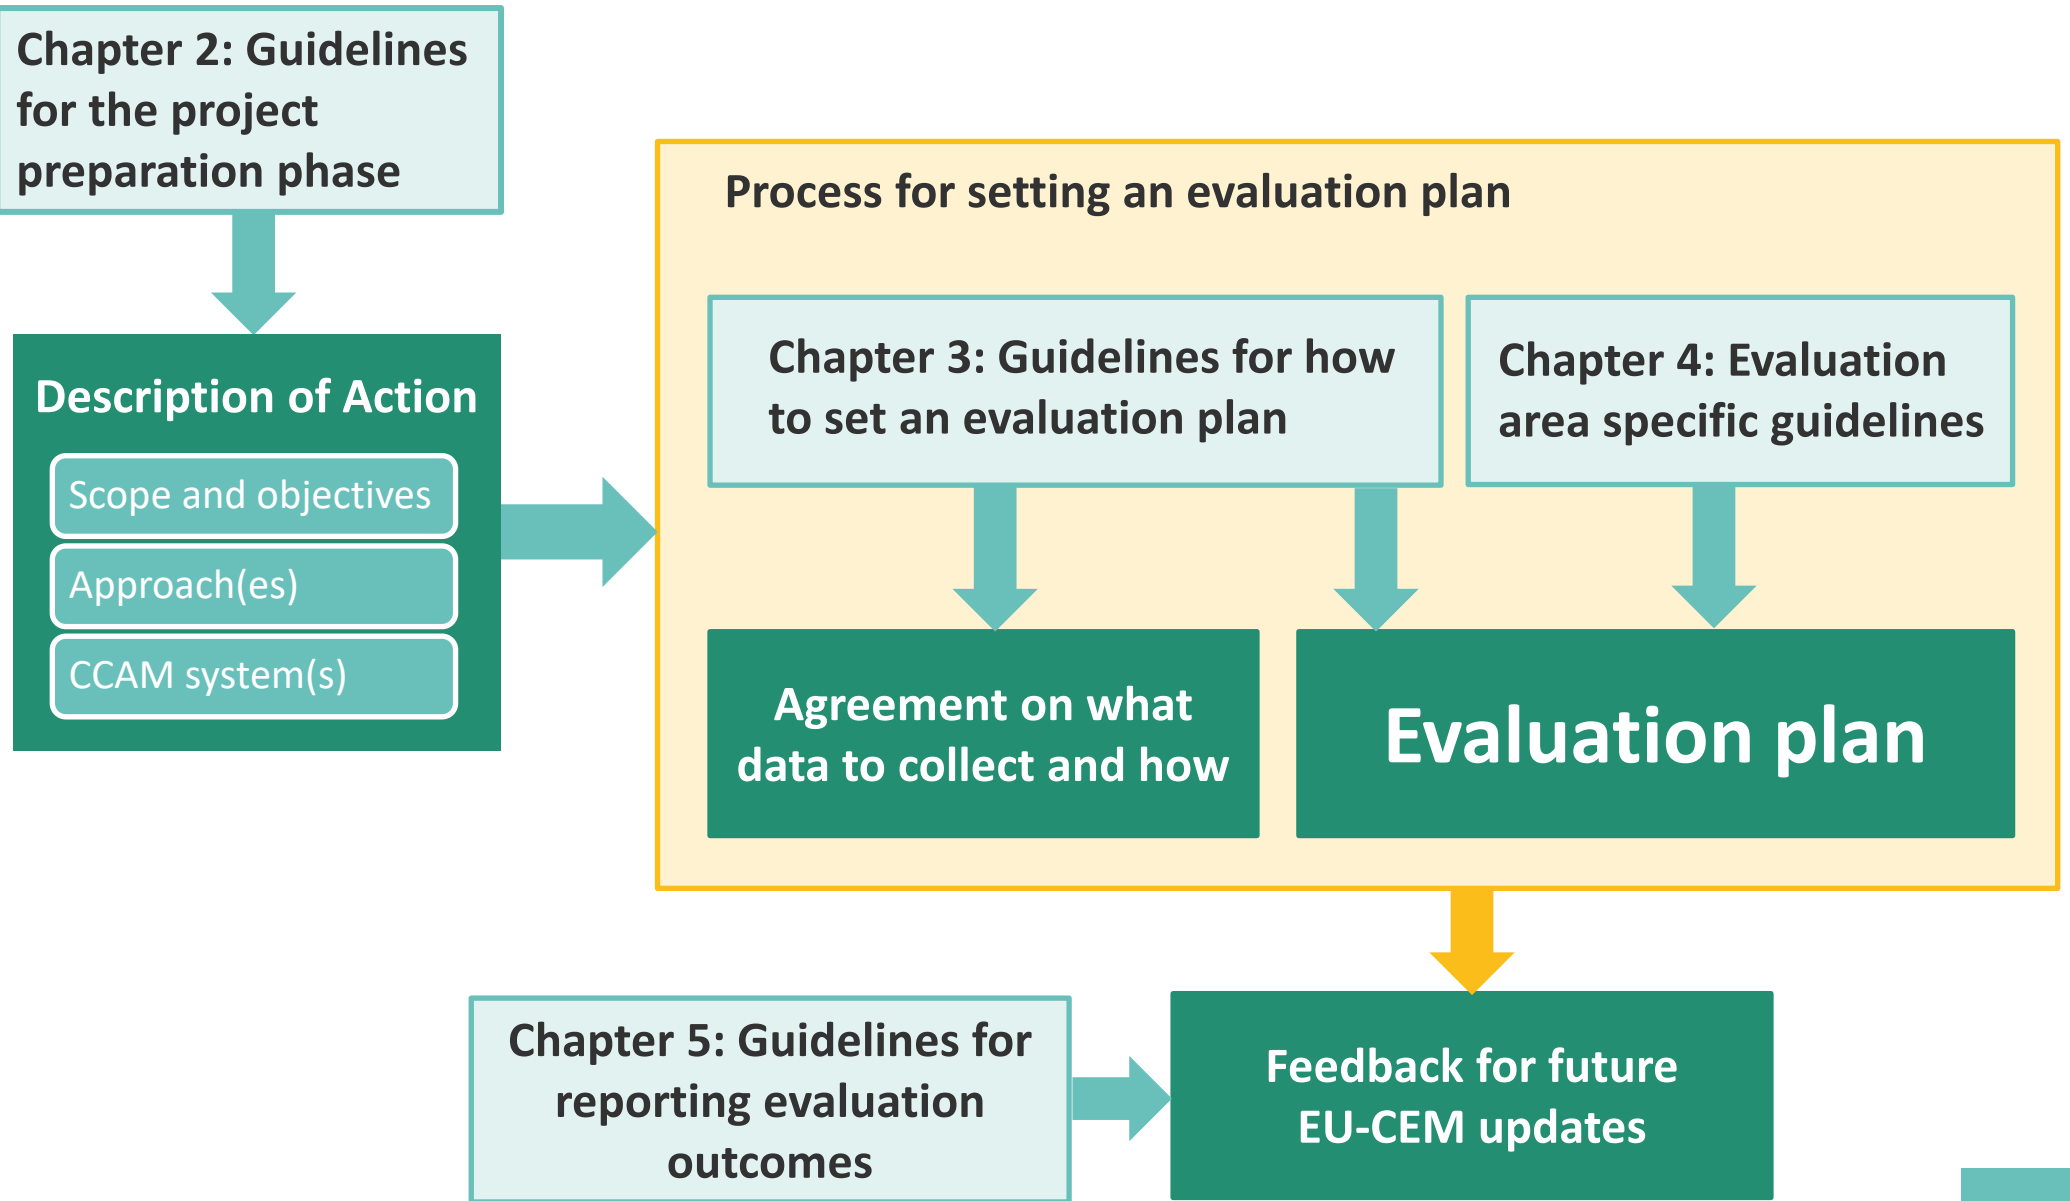 Chapter 2: Guidelines
for the project
preparation phase
Description of Action
Scope and objectives
Approach(es)
CCAM system(s)
Process for setting an evaluation plan
Chapter 3: Guidelines for how
to set an evaluation plan
Chapter 4: Evaluation
area specific guidelines
Agreement on what
data to collect and how
Evaluation plan
Chapter 5: Guidelines for
reporting evaluation
outcomes
Feedback for future
EU-CEM updates